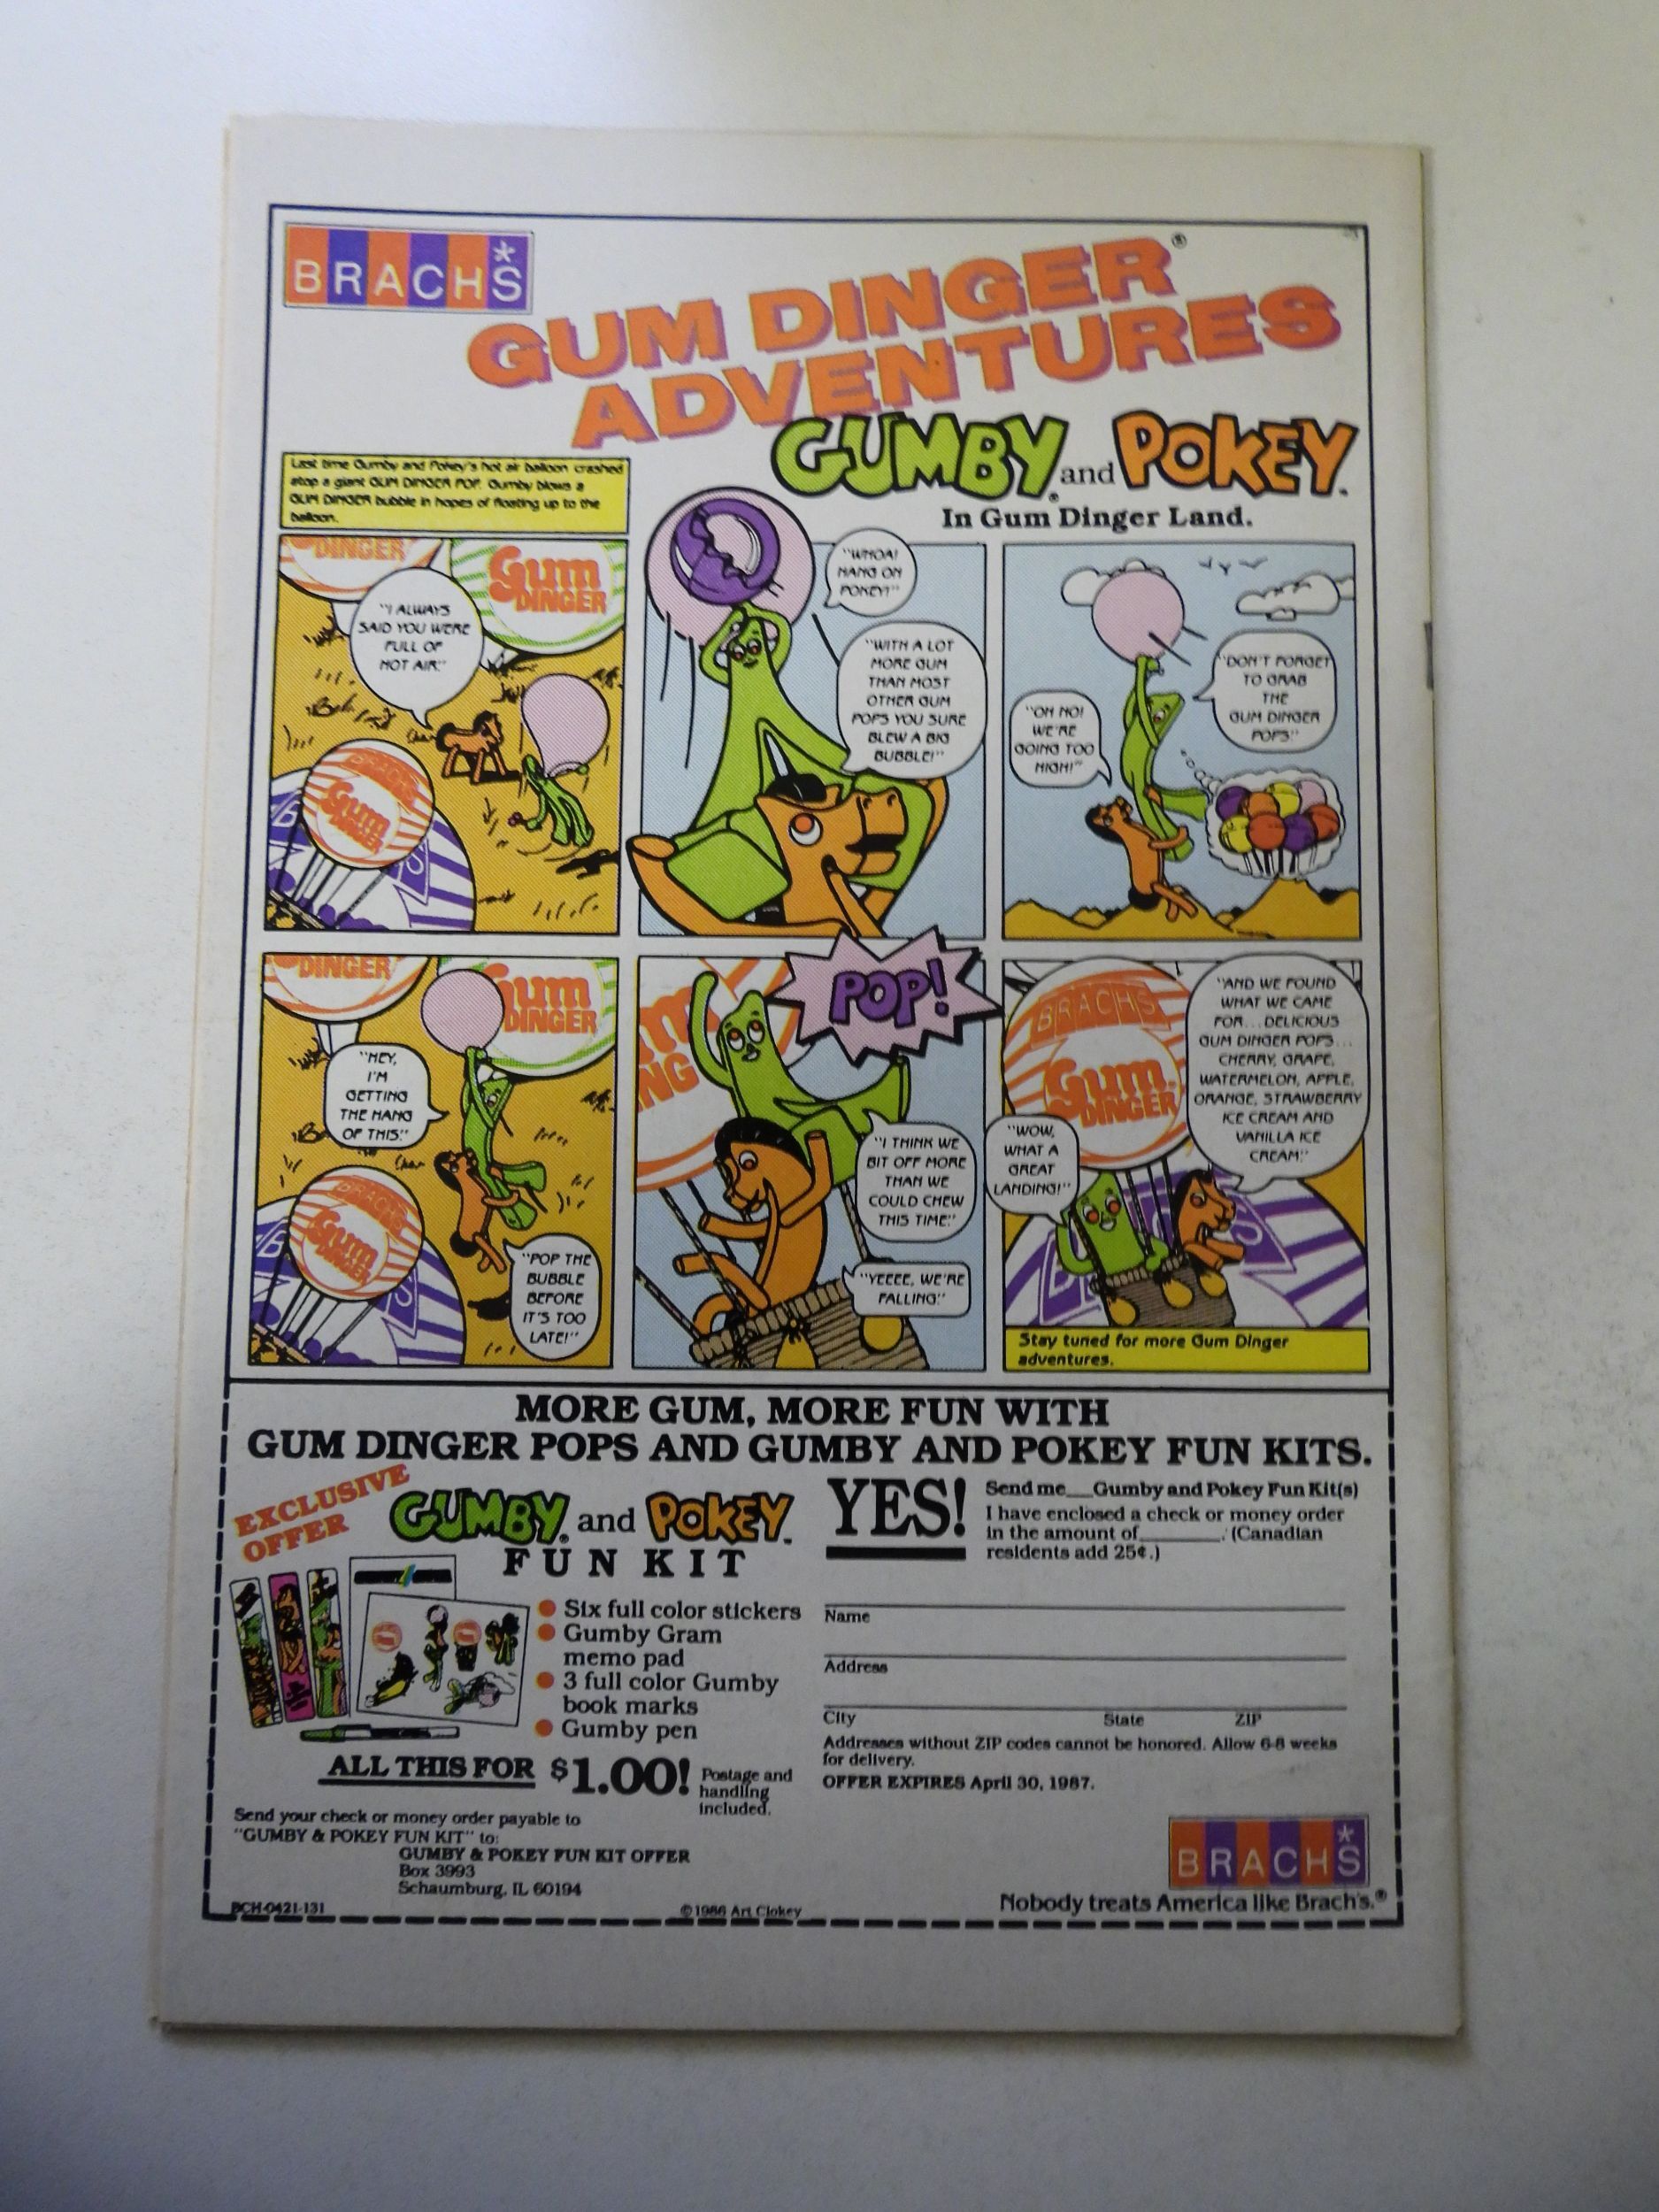 BRACH'S
GUM DINGER®
ADVENTURES
GUMBY® and POKEY.
In Gum Dinger Land.
Last time Gumby and Pokey's hot air balloon crashed
atop a giant GUM DINGER POP. Gumby blows a
GUM DINGER bubble in hopes of floating up to the
balloon.
DINGER
Gum
DINGER
"I ALWAYS
SAID YOU WERE
FULL OF
HOT AIR."
BRACHS
Gum
DINGER
"WHOA!
HANG ON
POKEY!"
"WITH A LOT
MORE GUM
THAN MOST
OTHER GUM
POPS YOU SURE
BLEW A BIG
BUBBLE!"
"OH NO!
WE'RE
GOING TOO
HIGH!"
"DON'T FORGET
TO GRAB
THE
GUM DINGER
POPS"
DINGER
Gum
DINGER
"HEY,
I'M
GETTING
THE HANG
OF THIS."
BRACHS
Gum
DINGER
"POP THE
BUBBLE
BEFORE
IT'S TOO
LATE!"
POP!
"I THINK WE
BIT OFF MORE
THAN WE
COULD CHEW
THIS TIME."
"YEEEE, WE'RE
FALLING."
BRACHS
Gum
DINGER
"WOW,
WHAT A
GREAT
LANDING!"
"AND WE FOUND
WHAT WE CAME
FOR...DELICIOUS
GUM DINGER POPS...
CHERRY, GRAPE,
WATERMELON, APPLE,
ORANGE, STRAWBERRY
ICE CREAM AND
VANILLA ICE
CREAM."
Stay tuned for more Gum Dinger
adventures.
MORE GUM, MORE FUN WITH
GUM DINGER POPS AND GUMBY AND POKEY FUN KITS.
EXCLUSIVE
OFFER
GUMBY® and POKEY.
FUN KIT
Six full color stickers
Gumby Gram
memo pad
3 full color Gumby
book marks
Gumby pen
ALL THIS FOR $1.00! Postage and
handling
included.
Send your check or money order payable to
"GUMBY & POKEY FUN KIT" to:
GUMBY & POKEY FUN KIT OFFER
Box 3993
Schaumburg, IL 60194
BCH-0421-131
©1986 Art Clokey
YES! Send me___Gumby and Pokey Fun Kit(s)
I have enclosed a check or money order
in the amount of________. (Canadian
residents add 25¢.)
Name
Address
City State ZIP
Addresses without ZIP codes cannot be honored. Allow 6-8 weeks
for delivery.
OFFER EXPIRES April 30, 1987.
BRACH'S
Nobody treats America like Brach's.®